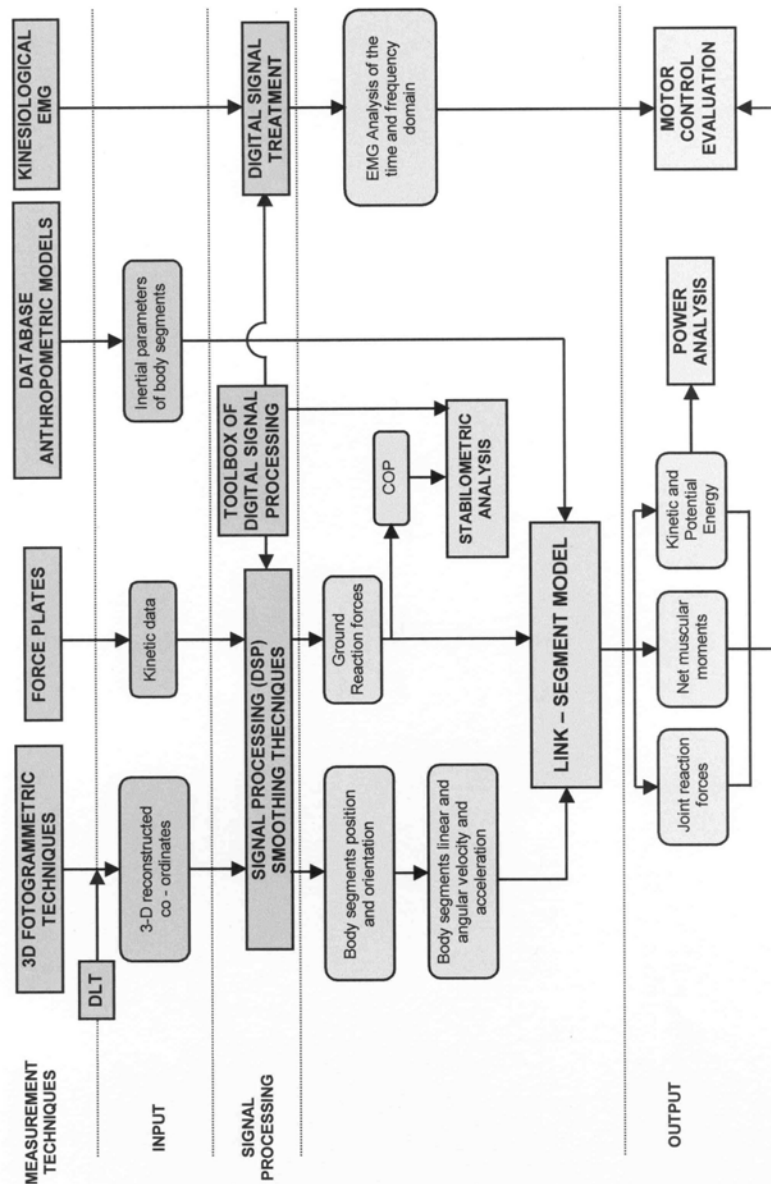 MEASUREMENT
TECHNIQUES
3D FOTOGRAMMETRIC
TECHNIQUES
FORCE PLATES
DATABASE
ANTHROPOMETRIC MODELS
KINESIOLOGICAL
EMG
DLT
INPUT
3-D reconstructed
co - ordinates
Kinetic data
Inertial parameters
of body segments
SIGNAL
PROCESSING
SIGNAL PROCESSING (DSP)
SMOOTHING THECNIQUES
TOOLBOX OF
DIGITAL SIGNAL
PROCESSING
DIGITAL SIGNAL
TREATMENT
Body segments position
and orientation
Ground
Reaction forces
COP
EMG Analysis of the
time and frequency
domain
Body segments linear and
angular velocity and
acceleration
STABILOMETRIC
ANALYSIS
LINK – SEGMENT MODEL
OUTPUT
Joint reaction
forces
Net muscular
moments
Kinetic and
Potential
Energy
POWER
ANALYSIS
MOTOR
CONTROL
EVALUATION